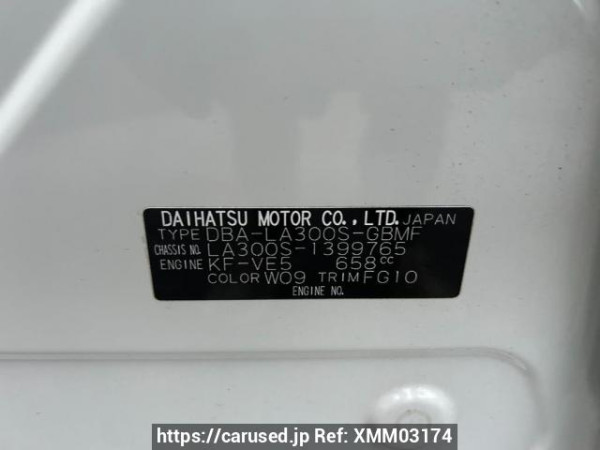 DAIHATSU MOTOR CO., LTD. JAPAN
TYPE DBA-LA300S-GBMF
CHASSIS NO. LA300S-1399765
ENGINE KF-VE5 658cc
COLOR W09 TRIM FG10
ENGINE NO.
https://carused.jp Ref: XMM03174